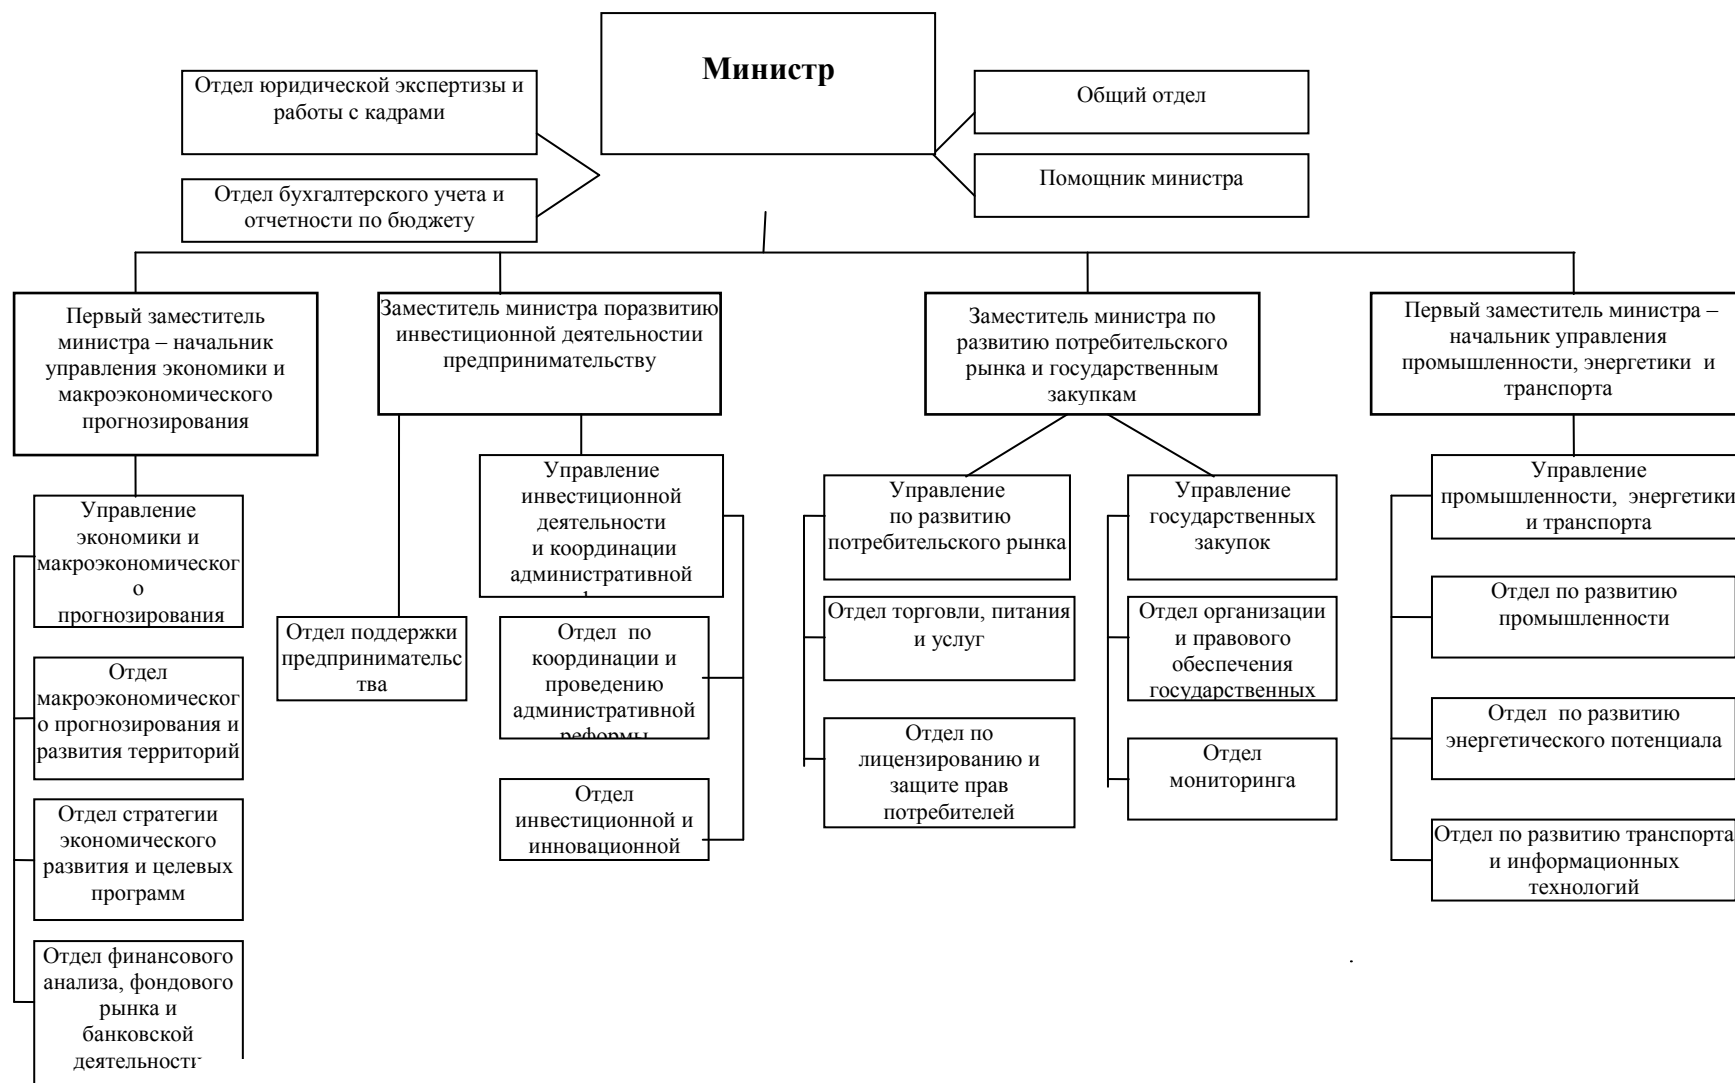 Министр
Отдел юридической экспертизы и
работы с кадрами
Общий отдел
Отдел бухгалтерского учета и
отчетности по бюджету
Помощник министра
Первый заместитель
министра – начальник
управления экономики и
макроэкономического
прогнозирования
Заместитель министра поразвитию
инвестиционной деятельностии
предпринимательству
Заместитель министра по
развитию потребительского
рынка и государственным
закупкам
Первый заместитель министра –
начальник управления
промышленности, энергетики и
транспорта
Управление
экономики и
макроэкономическог
о
прогнозирования
Отдел
макроэкономическог
о прогнозирования и
развития территорий
Отдел стратегии
экономического
развития и целевых
программ
Отдел финансового
анализа, фондового
рынка и
банковской
деятельности
Отдел поддержки
предпринимательс
тва
Управление
инвестиционной
деятельности
и координации
административной
Отдел по
координации и
проведению
административной
реформы
Отдел
инвестиционной и
инновационной
Управление
по развитию
потребительского рынка
Отдел торговли, питания
и услуг
Отдел по
лицензированию и
защите прав
потребителей
Управление
государственных
закупок
Отдел организации
и правового
обеспечения
государственных
Отдел
мониторинга
Управление
промышленности, энергетики
и транспорта
Отдел по развитию
промышленности
Отдел по развитию
энергетического потенциала
Отдел по развитию транспорта
и информационных
технологий